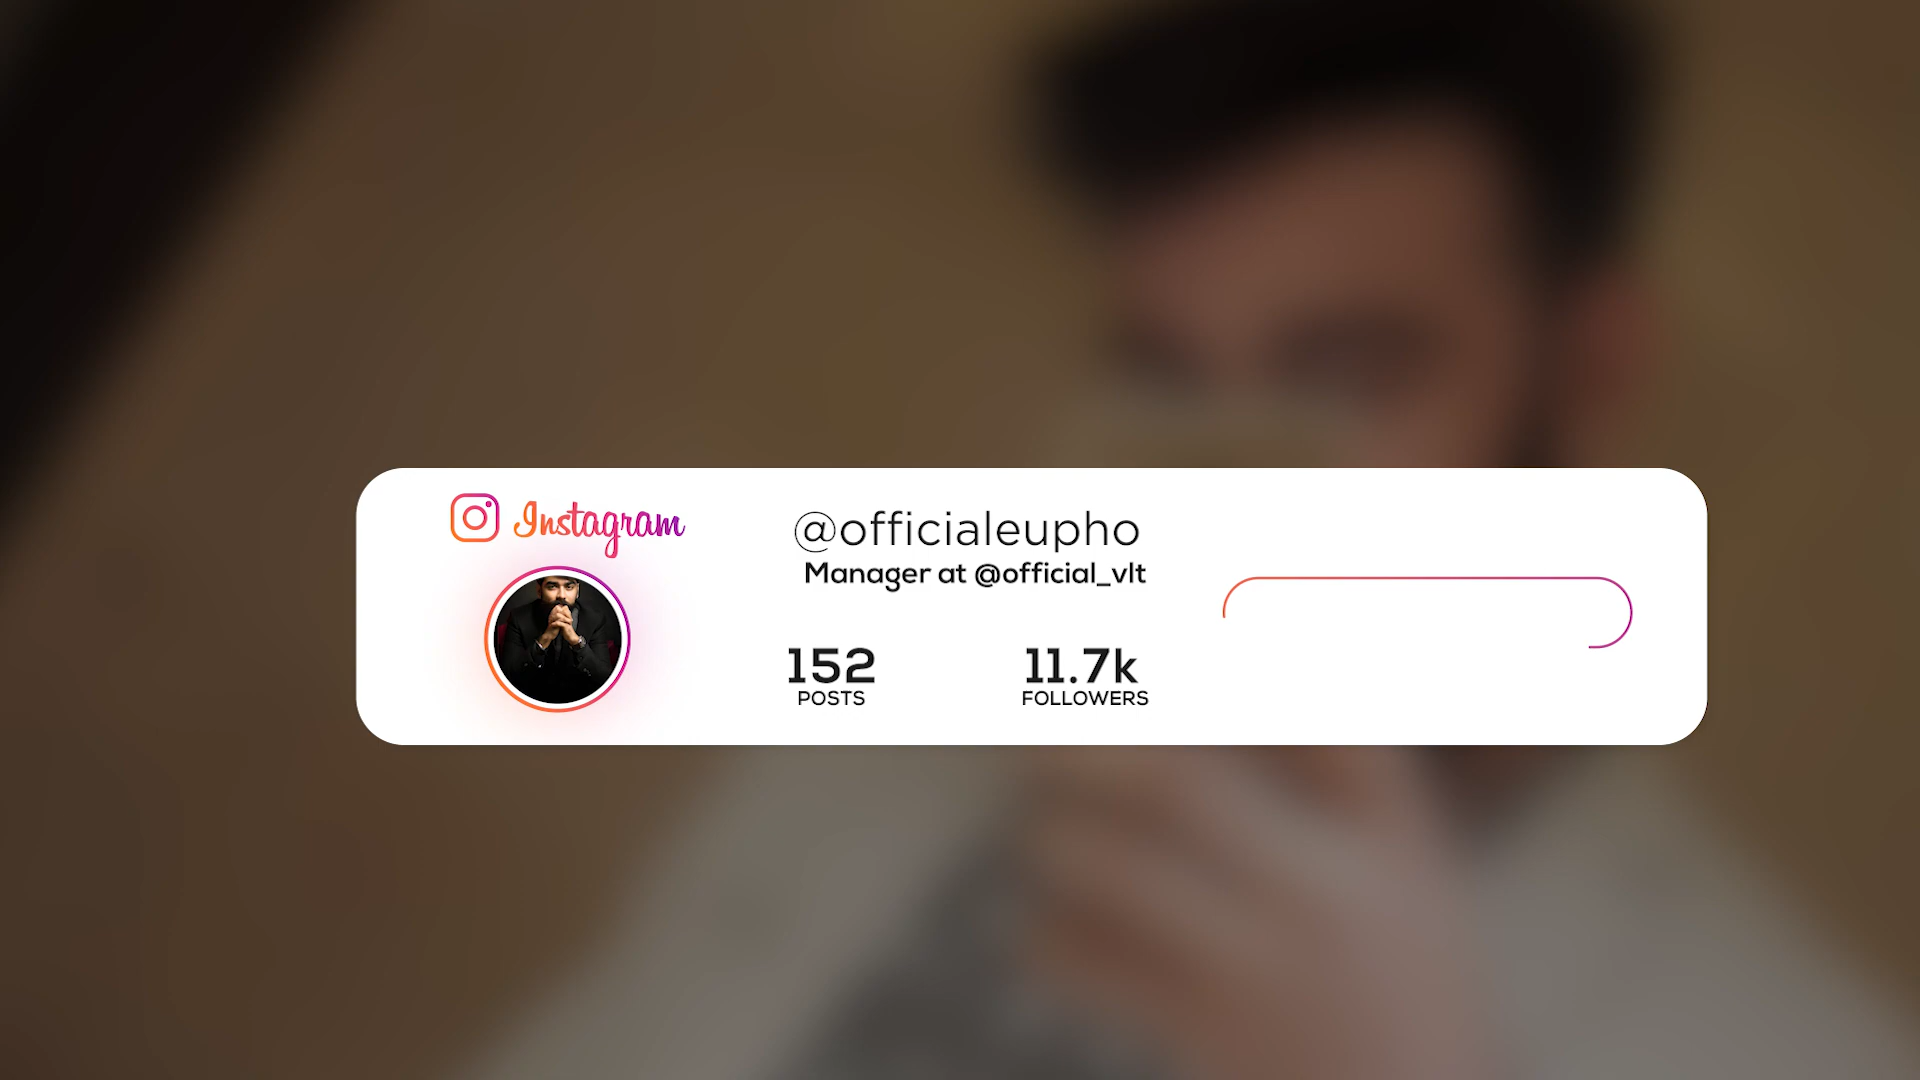 Instagram
@officialeupho
Manager at @official_vlt
152
POSTS
11.7k
FOLLOWERS